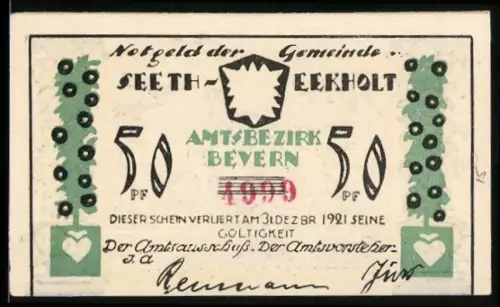 Notgeld der Gemeinde
SEETH- EEKHOLT
50 PF AMTSBEZIRK BEVERN 50 PF
4999
DIESER SCHEIN VERLIERT AM 31.DEZBR 1921 SEINE
GÜLTIGKEIT
Der Amtsausschuß. Der Amtsvorsteher.
J.A
15